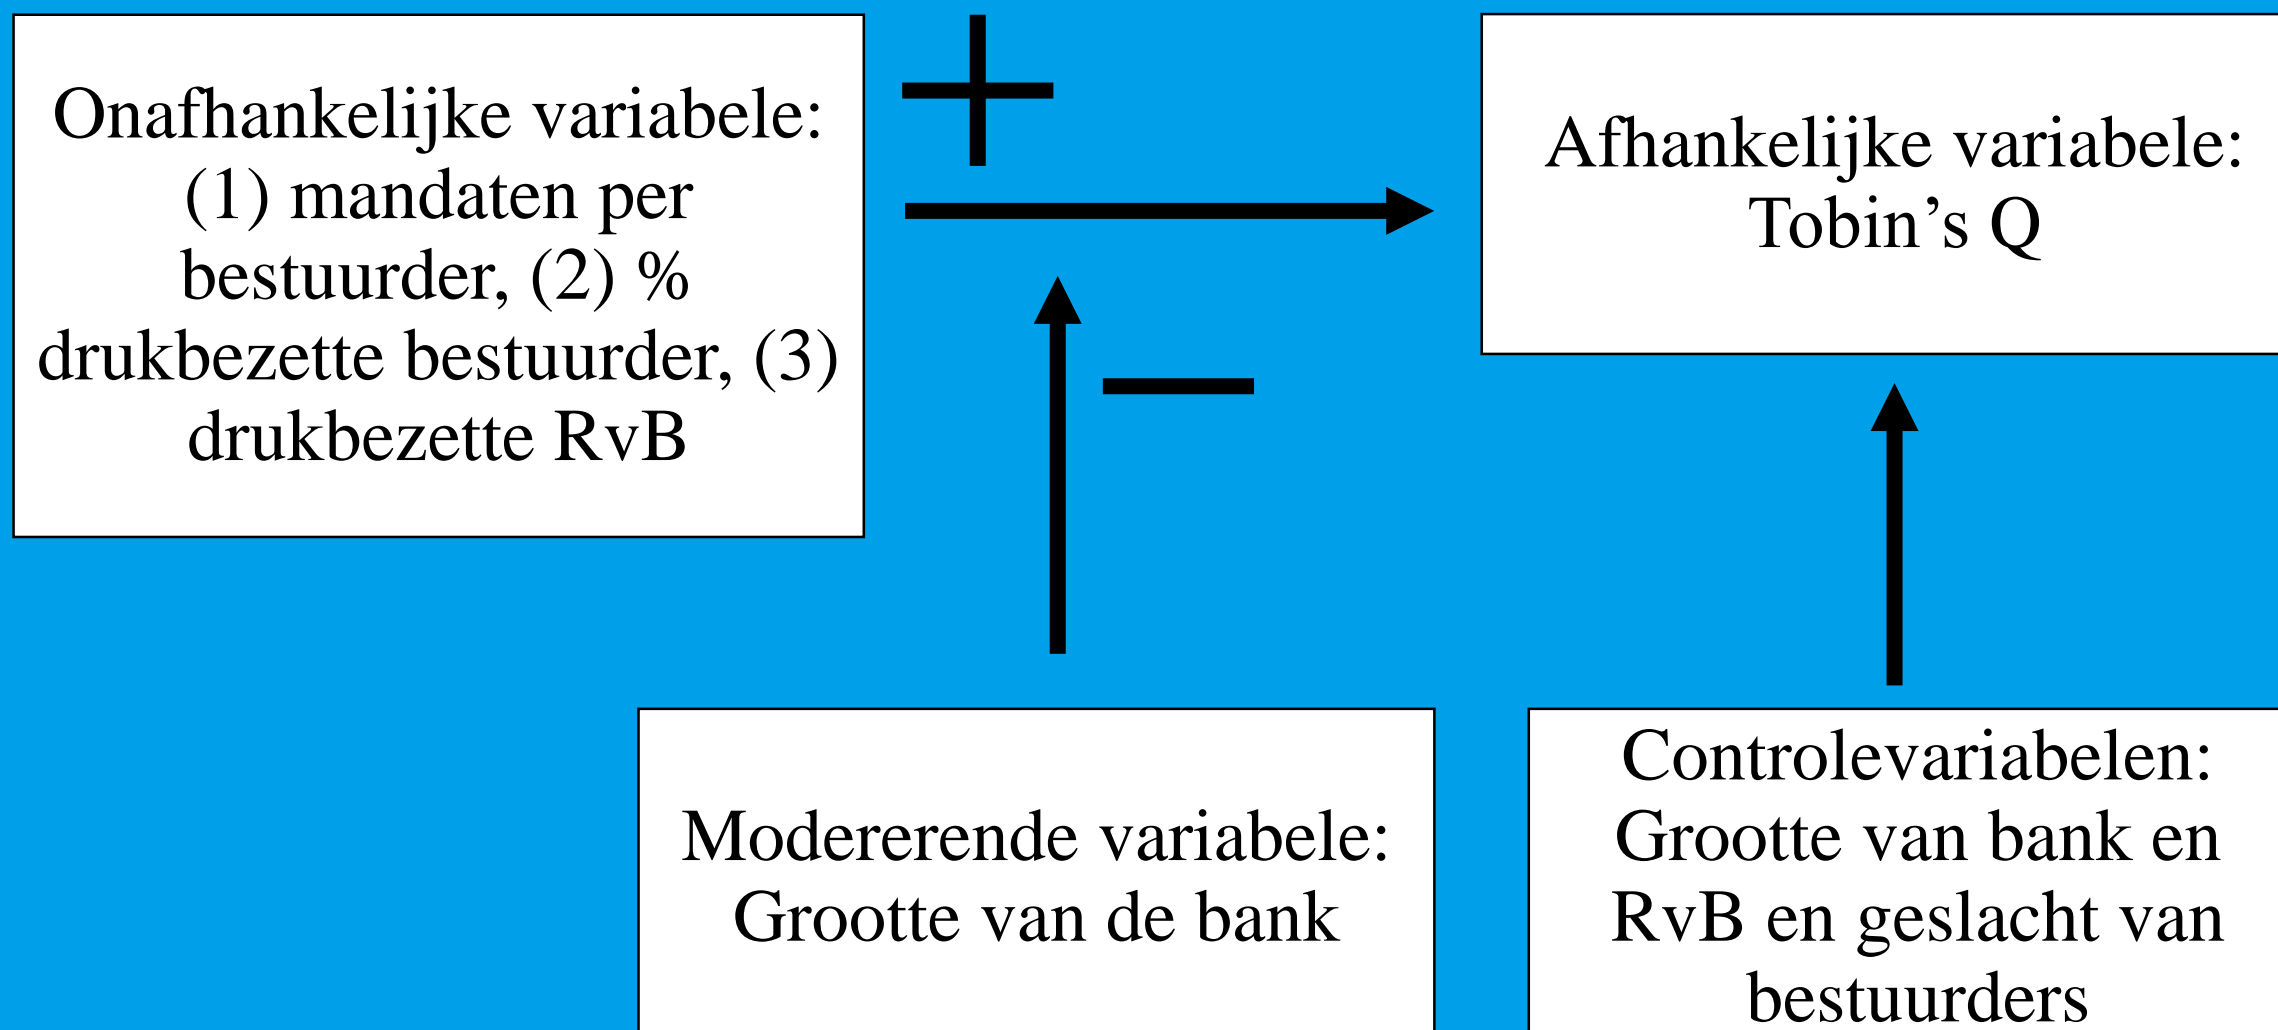 Onafhankelijke variabele:
(1) mandaten per
bestuurder, (2) %
drukbezette bestuurder, (3)
drukbezette RvB
Afhankelijke variabele:
Tobin’s Q
Modererende variabele:
Grootte van de bank
Controlevariabelen:
Grootte van bank en
RvB en geslacht van
bestuurders